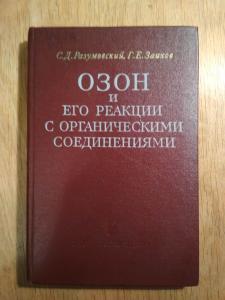 С.Д.Разумовский, Г.Е.Заиков
ОЗОН
И
ЕГО РЕАКЦИИ
С ОРГАНИЧЕСКИМИ
СОЕДИНЕНИЯМИ